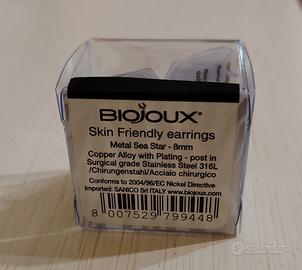 BIOJOUX®
Skin Friendly earrings
Metal Sea Star - 8mm
Copper Alloy with Plating - post in
Surgical grade Stainless Steel 316L
/Chirungenstahl/Acciaio chirurgico
Conforms to 2004/96/EC Nickel Directive
Imported: SANICO Srl ITALY www.biojoux.com
8 007529 799448
subito